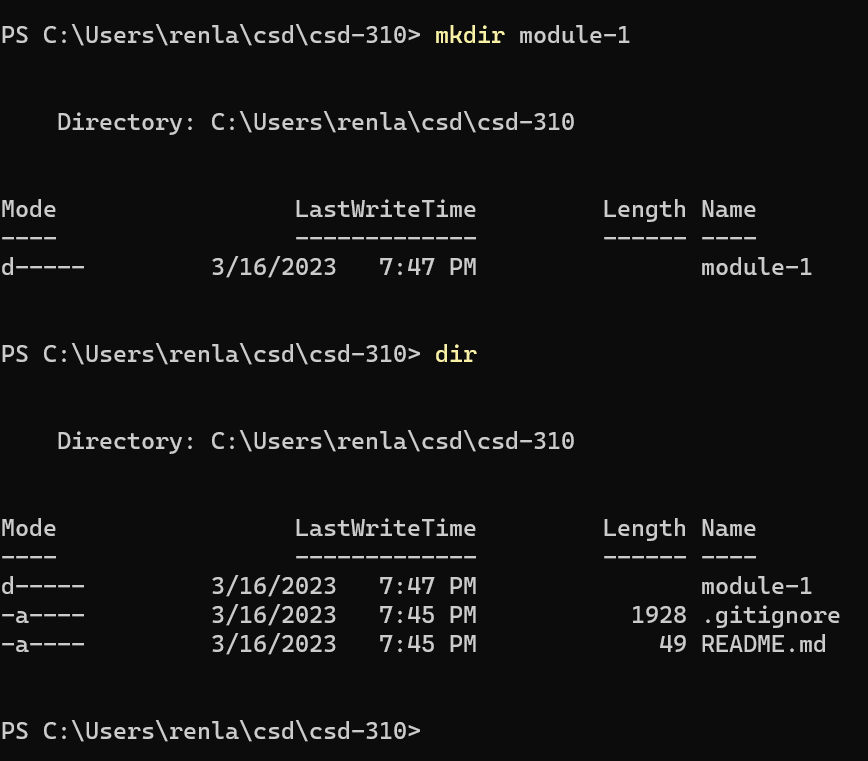 PS C:\Users\renla\csd\csd-310> mkdir module-1
Directory: C:\Users\renla\csd\csd-310
Mode                 LastWriteTime         Length Name
----                 -------------         ------ ----
d-----         3/16/2023   7:47 PM                module-1
PS C:\Users\renla\csd\csd-310> dir
Directory: C:\Users\renla\csd\csd-310
Mode                 LastWriteTime         Length Name
----                 -------------         ------ ----
d-----         3/16/2023   7:47 PM                module-1
-a----         3/16/2023   7:45 PM           1928 .gitignore
-a----         3/16/2023   7:45 PM             49 README.md
PS C:\Users\renla\csd\csd-310>